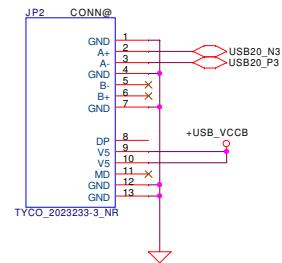 JP2 CONN@
GND 1
A+ 2 USB20_N3
A- 3 USB20_P3
GND 4
B- 5
B+ 6
GND 7
DP 8
+USB_VCCB
V5 9
V5 10
MD 11
GND 12
GND 13
TYCO_2023233-3_NR